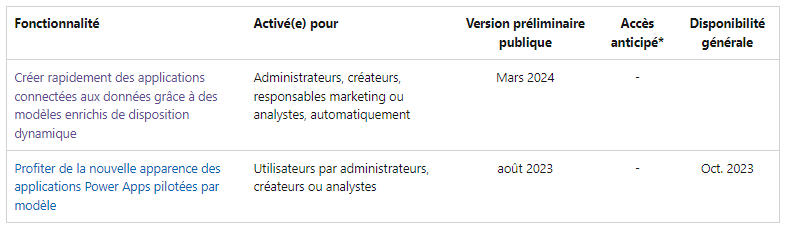 Fonctionnalité
Activé(e) pour
Version préliminaire
publique
Accès
anticipé*
Disponibilité
générale
Créer rapidement des applications
connectées aux données grâce à des
modèles enrichis de disposition
dynamique
Administrateurs, créateurs,
responsables marketing ou
analystes, automatiquement
Mars 2024
-
Profiter de la nouvelle apparence des
applications Power Apps pilotées par
modèle
Utilisateurs par administrateurs,
créateurs ou analystes
août 2023
-
Oct. 2023